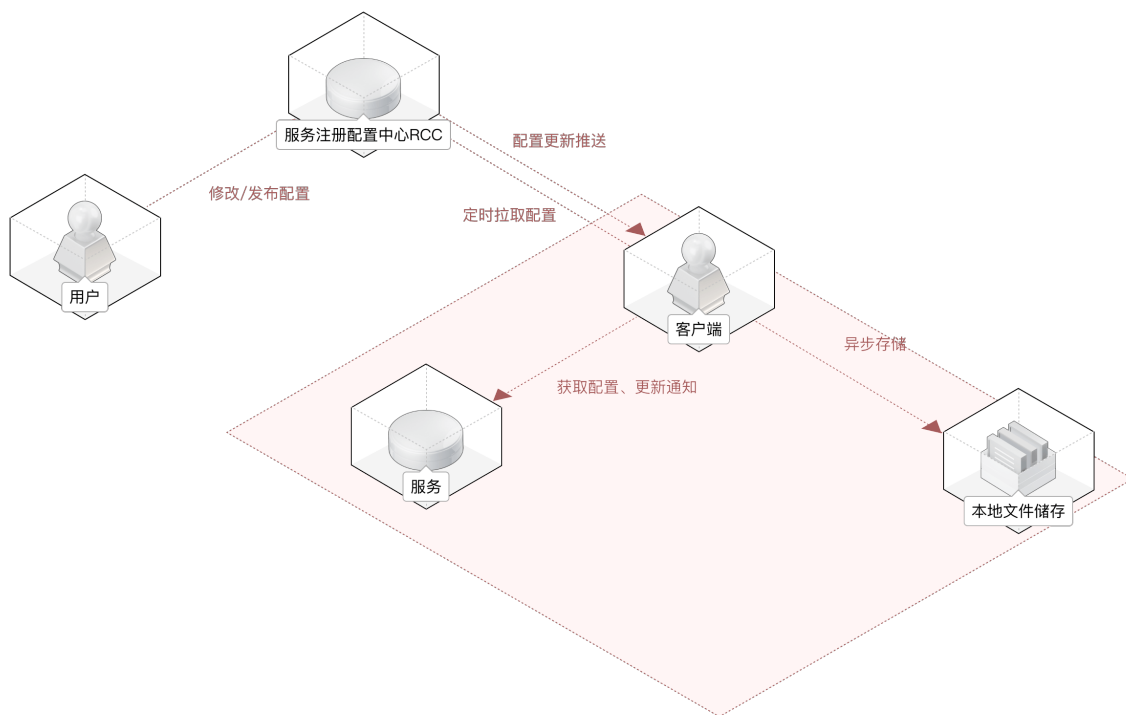 服务注册配置中心RCC
配置更新推送
修改/发布配置
定时拉取配置
用户
客户端
异步存储
获取配置、更新通知
服务
本地文件储存